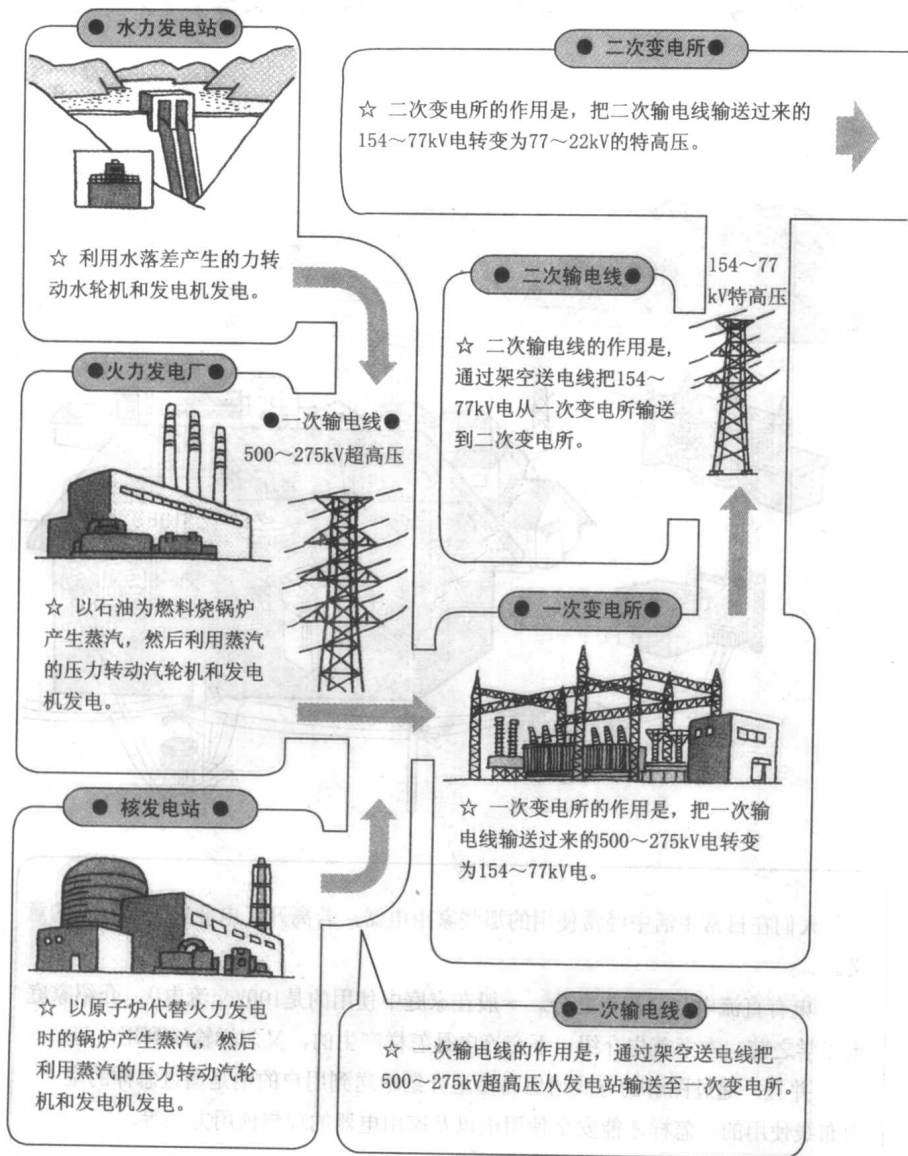 ● 水力发电站 ●
☆ 利用水落差产生的力转
动水轮机和发电机发电。
● 火力发电厂 ●
☆ 以石油为燃料烧锅炉
产生蒸汽，然后利用蒸汽
的压力转动汽轮机和发电
机发电。
● 核发电站 ●
☆ 以原子炉代替火力发电
时的锅炉产生蒸汽，然后
利用蒸汽的压力转动汽轮
机和发电机发电。
●一次输电线●
500～275kV超高压
●一次输电线●
☆ 一次输电线的作用是，通过架空送电线把
500～275kV超高压从发电站输送至一次变电所。
● 一次变电所●
☆ 一次变电所的作用是，把一次输
电线输送过来的500～275kV电转变
为154～77kV电。
● 二次输电线●
☆ 二次输电线的作用是，
通过架空送电线把154～
77kV电从一次变电所输送
到二次变电所。
154～77
kV特高压
● 二次变电所●
☆ 二次变电所的作用是，把二次输电线输送过来的
154～77kV电转变为77～22kV的特高压。